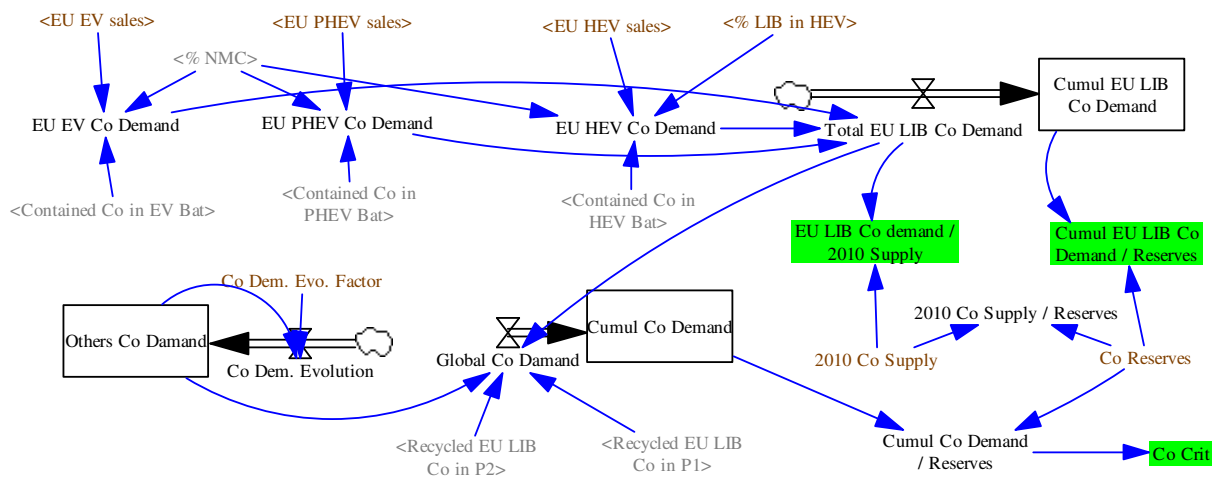 <EU EV sales>
<EU PHEV sales>
<EU HEV sales>
<% LIB in HEV>
<% NMC>
Cumul EU LIB
Co Demand
EU EV Co Demand
EU PHEV Co Demand
EU HEV Co Demand
Total EU LIB Co Demand
<Contained Co in EV Bat>
<Contained Co in
PHEV Bat>
<Contained Co in
HEV Bat>
EU LIB Co demand /
2010 Supply
Cumul EU LIB Co
Demand / Reserves
Co Dem. Evo. Factor
Others Co Damand
Co Dem. Evolution
Cumul Co Demand
Global Co Damand
2010 Co Supply / Reserves
2010 Co Supply
Co Reserves
<Recycled EU LIB
Co in P2>
<Recycled EU LIB
Co in P1>
Cumul Co Demand
/ Reserves
Co Crit